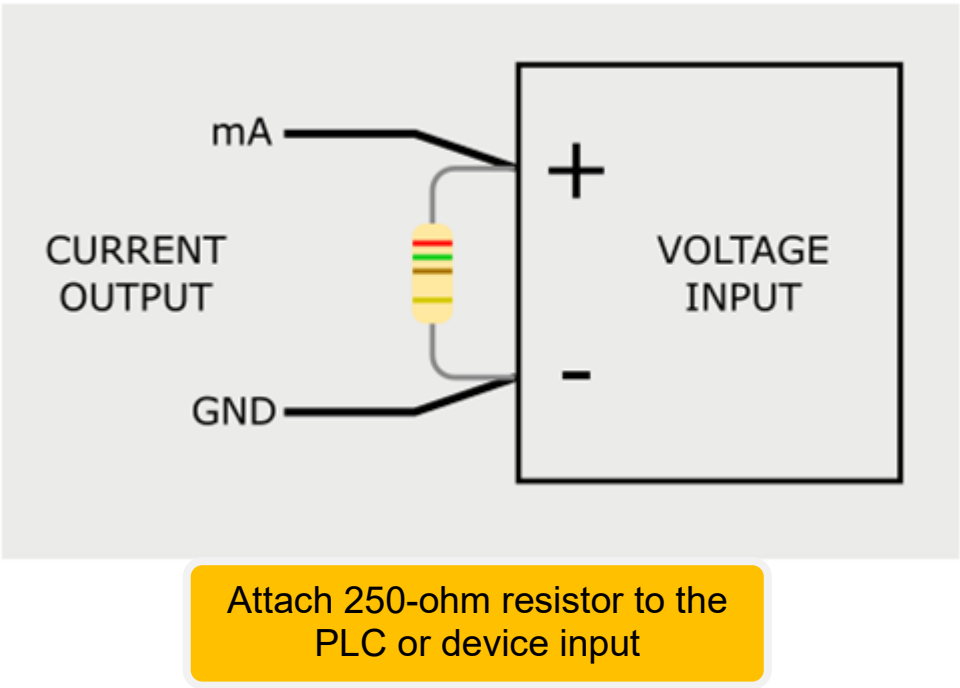 mA
+
CURRENT
OUTPUT
VOLTAGE
INPUT
-
GND
Attach 250-ohm resistor to the
PLC or device input